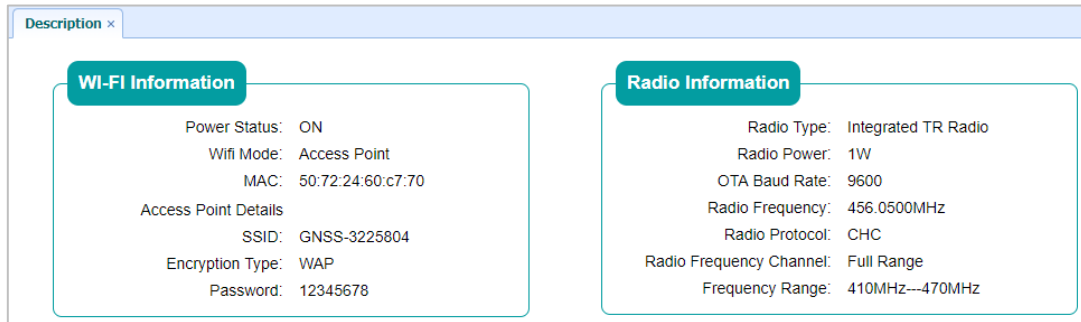 Description ×
WI-FI Information
Power Status: ON
Wifi Mode: Access Point
MAC: 50:72:24:60:c7:70
Access Point Details
SSID: GNSS-3225804
Encryption Type: WAP
Password: 12345678
Radio Information
Radio Type: Integrated TR Radio
Radio Power: 1W
OTA Baud Rate: 9600
Radio Frequency: 456.0500MHz
Radio Protocol: CHC
Radio Frequency Channel: Full Range
Frequency Range: 410MHz---470MHz